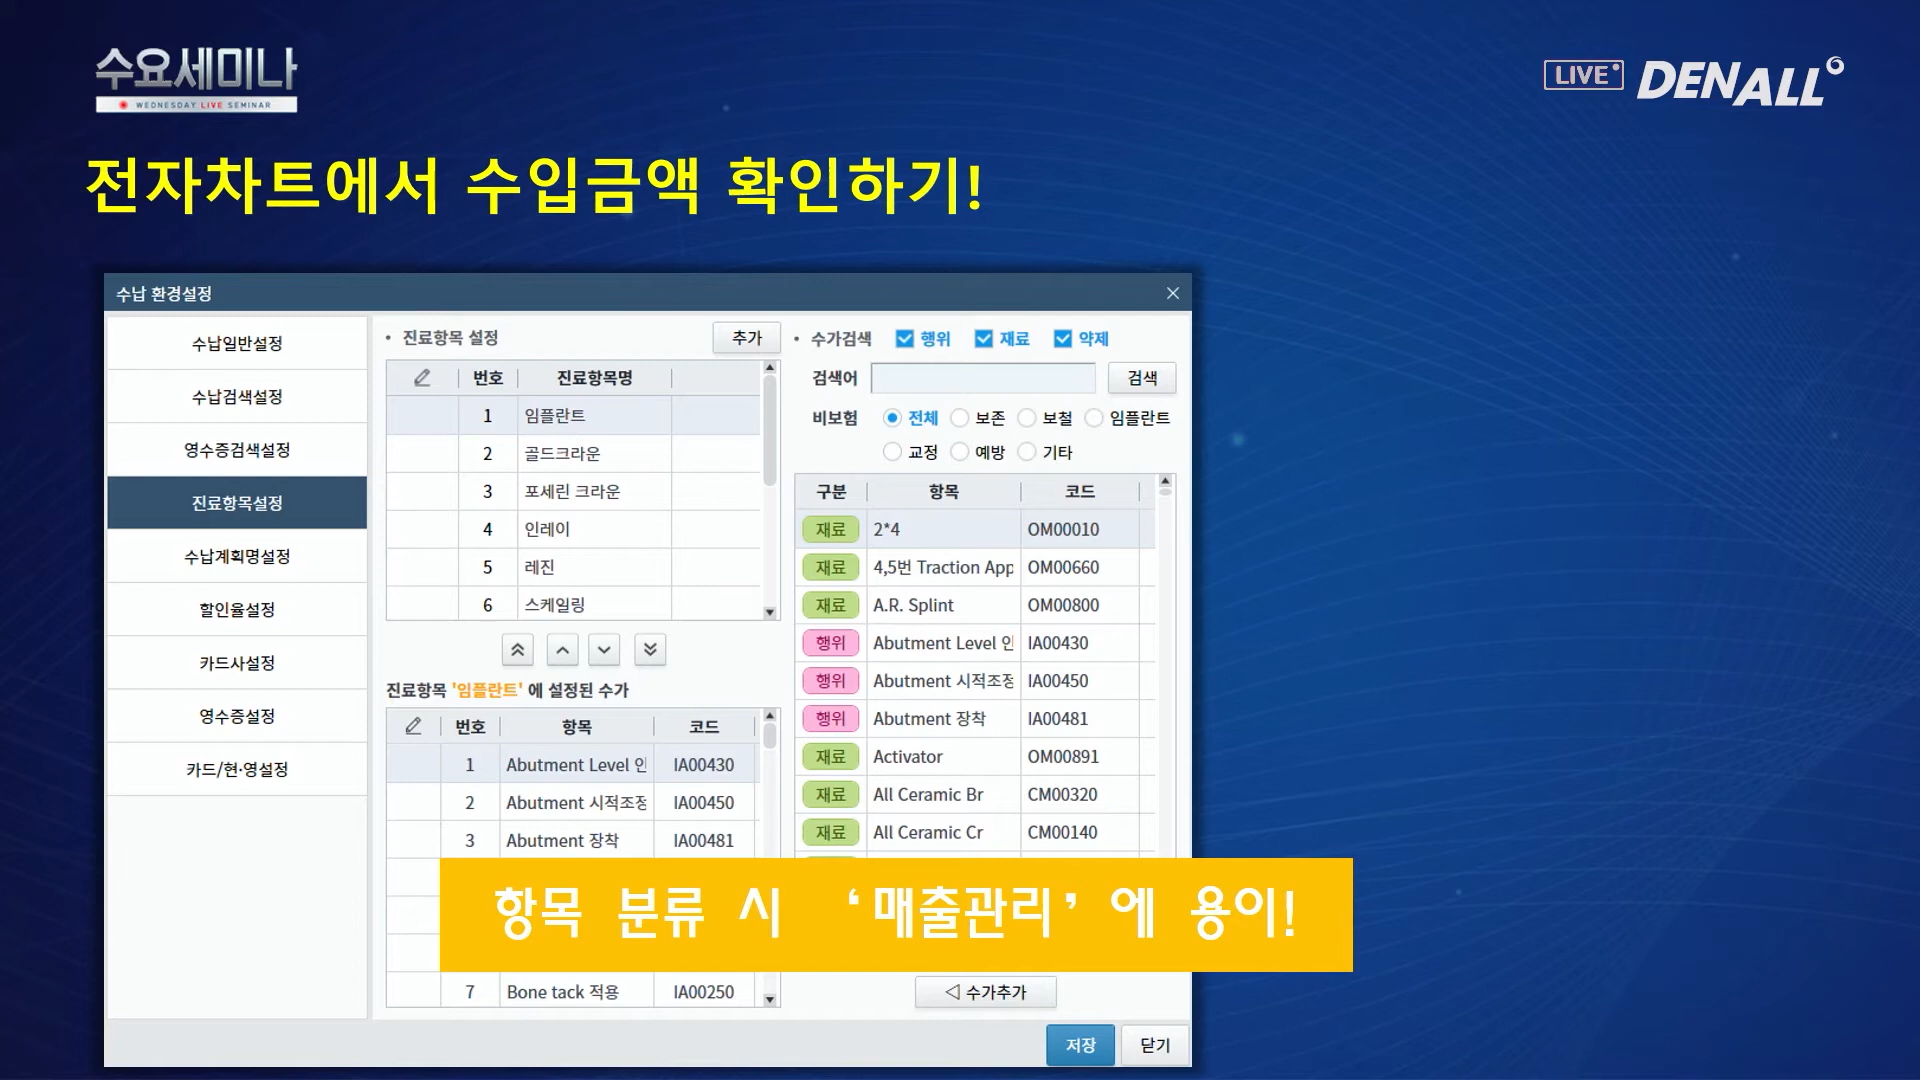 수요세미나
WEDNESDAY LIVE SEMINAR
LIVE DENALL
전자차트에서 수입금액 확인하기!
수납 환경설정
수납일반설정
수납검색설정
영수증검색설정
진료항목설정
수납계획명설정
할인율설정
카드사설정
영수증설정
카드/현·영설정
• 진료항목 설정 추가
번호 진료항목명
1 임플란트
2 골드크라운
3 포세린 크라운
4 인레이
5 레진
6 스케일링
진료항목 '임플란트' 에 설정된 수가
번호 항목 코드
1 Abutment Level 인 IA00430
2 Abutment 시적조정 IA00450
3 Abutment 장착 IA00481
7 Bone tack 적용 IA00250
• 수가검색 행위 재료 약제
검색어 검색
비보험 전체 보존 보철 임플란트
교정 예방 기타
구분 항목 코드
재료 2*4 OM00010
재료 4,5번 Traction App OM00660
재료 A.R. Splint OM00800
행위 Abutment Level 인 IA00430
행위 Abutment 시적조정 IA00450
행위 Abutment 장착 IA00481
재료 Activator OM00891
재료 All Ceramic Br CM00320
재료 All Ceramic Cr CM00140
항목 분류 시 ‘매출관리’에 용이!
◁ 수가추가
저장 닫기